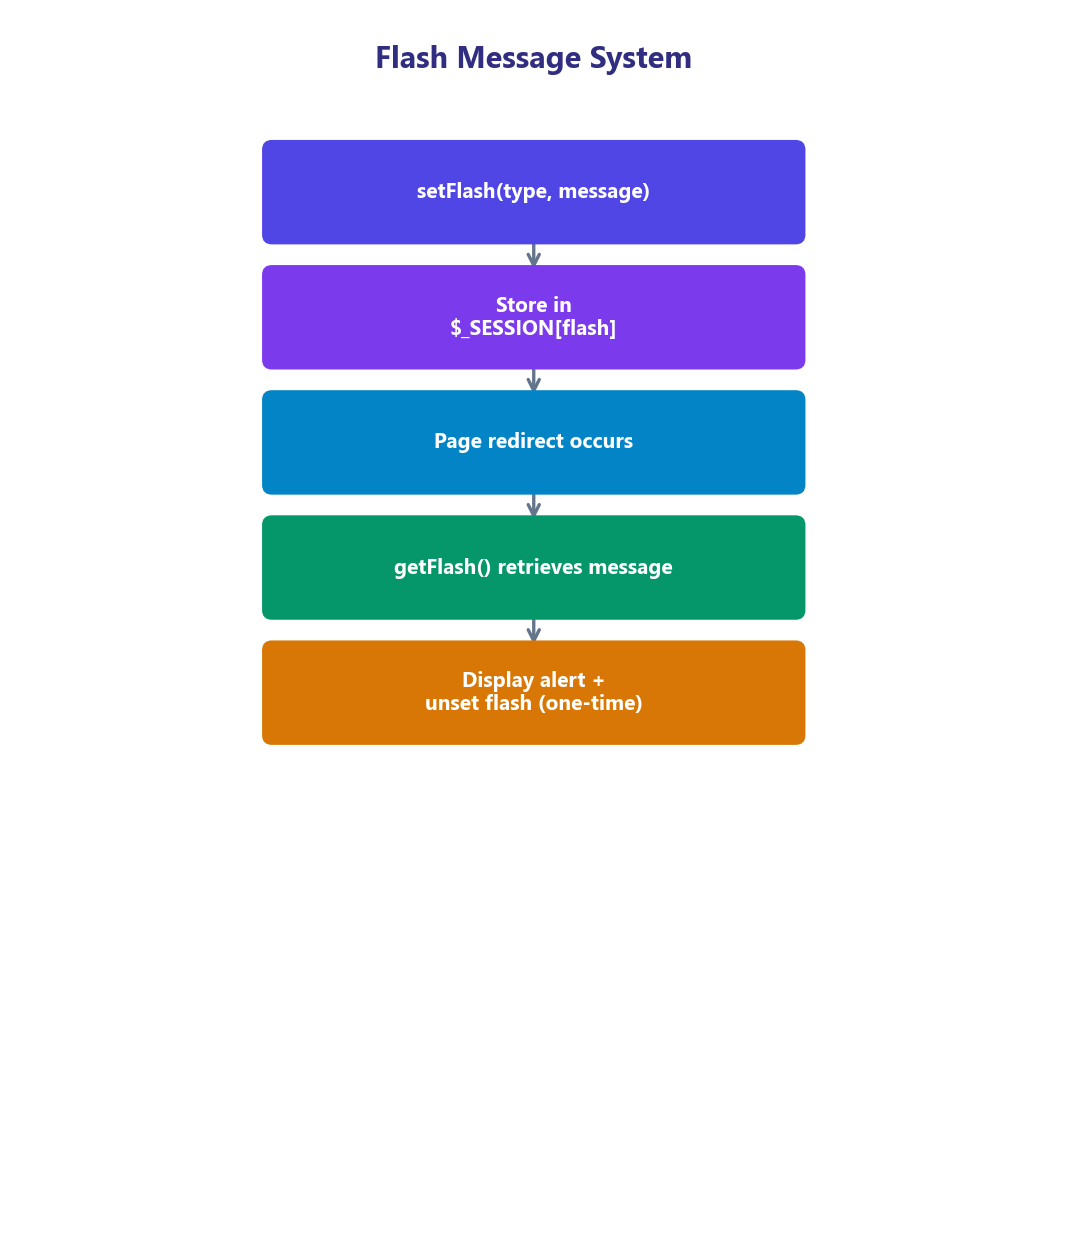 Flash Message System
setFlash(type, message)
Store in
$_SESSION[flash]
Page redirect occurs
getFlash() retrieves message
Display alert +
unset flash (one-time)